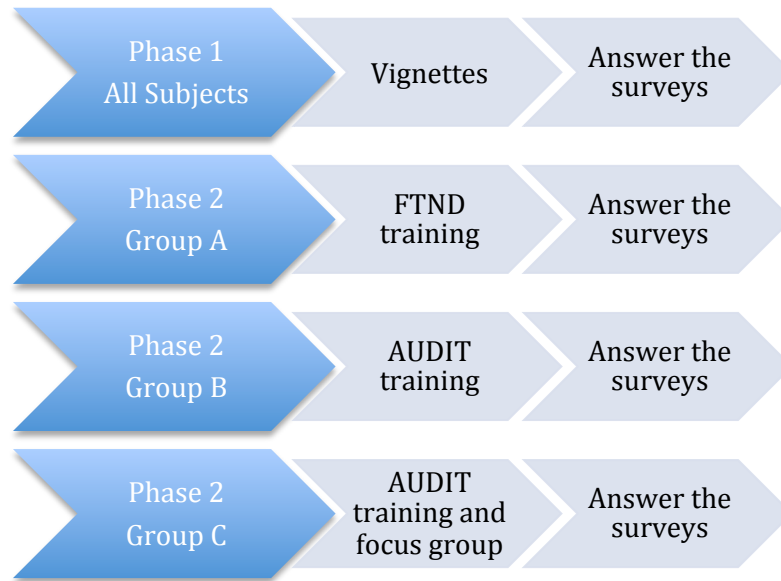 Phase 1
All Subjects
Vignettes
Answer the
surveys
Phase 2
Group A
FTND
training
Answer the
surveys
Phase 2
Group B
AUDIT
training
Answer the
surveys
Phase 2
Group C
AUDIT
training and
focus group
Answer the
surveys